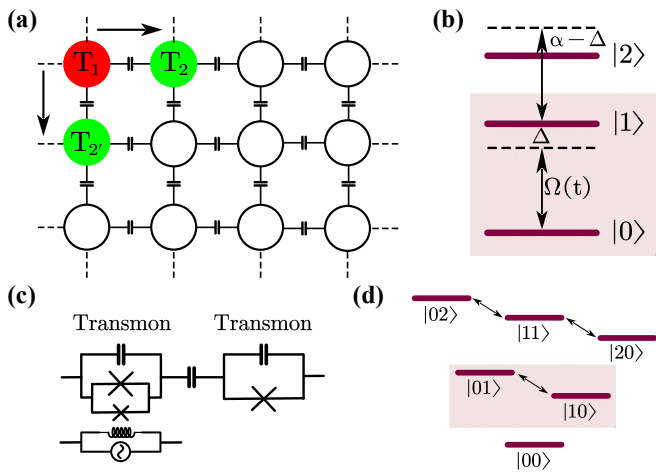 (a)
T₁
T₂
T₂′
(b)
α−Δ
|2⟩
|1⟩
Δ
Ω(t)
|0⟩
(c)
Transmon Transmon
(d)
|02⟩
|11⟩
|20⟩
|01⟩
|10⟩
|00⟩